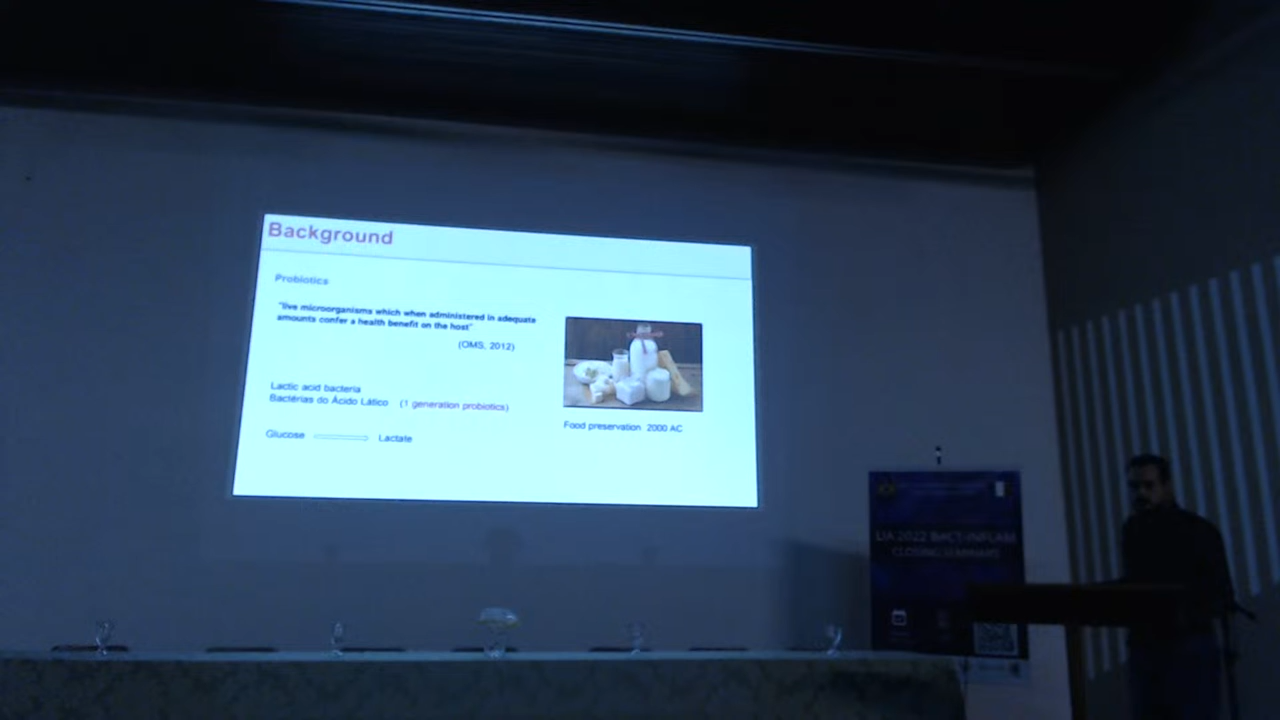 Background
Probiotics
"live microorganisms which when administered in adequate
amounts confer a health benefit on the host"
(OMS, 2012)
Lactic acid bacteria
Bactérias do Ácido Lático (1 generation probiotics)
Glucose Lactate
Food preservation 2000 AC
LIA 2022 BACT-INFLAM
CLOSING SEMINARS